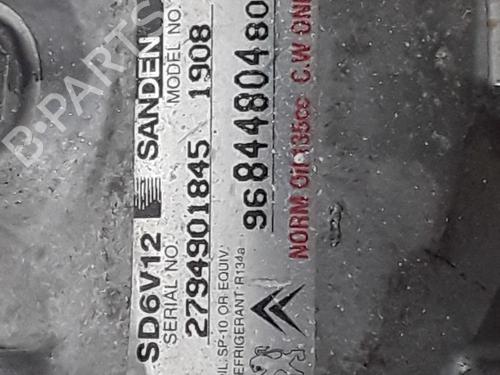 SD6V12 SANDEN
SERIAL NO. MODEL NO.
2794901845 1908
9684480480
OIL: SP-10 OR EQUIV. NORM Oil 135cc C.W ONL
REFRIGERANT: R134a
B-PARTS